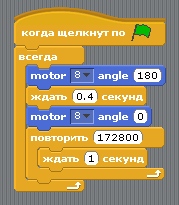 когда щелкнут по
всегда
motor 8 angle 180
ждать 0.4 секунд
motor 8 angle 0
повторить 172800
ждать 1 секунд